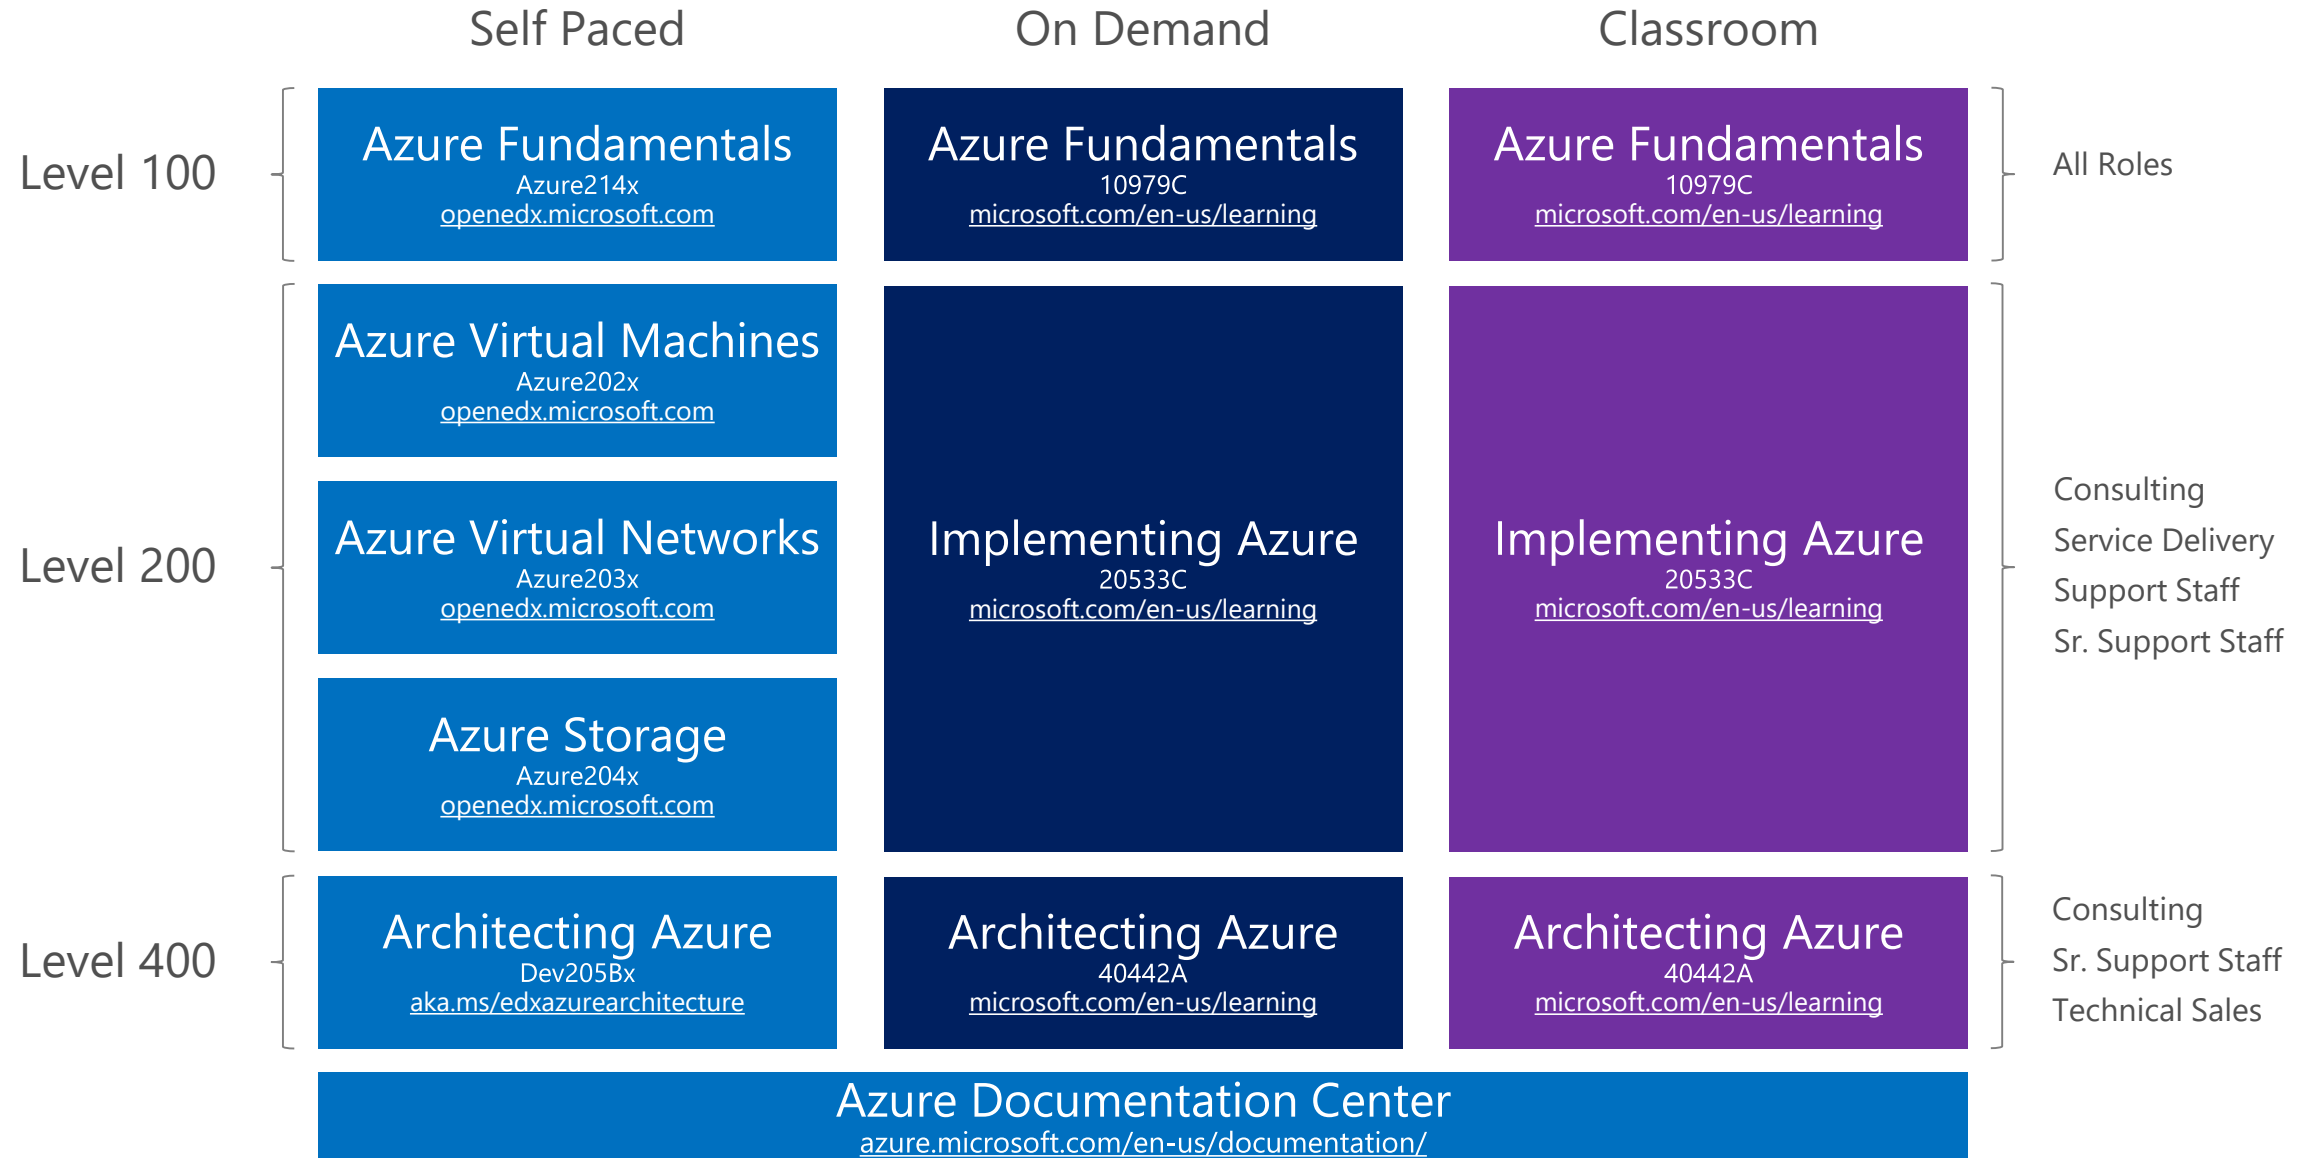 Self Paced
On Demand
Classroom
Level 100
Azure Fundamentals
Azure214x
openedx.microsoft.com
Azure Fundamentals
10979C
microsoft.com/en-us/learning
Azure Fundamentals
10979C
microsoft.com/en-us/learning
All Roles
Level 200
Azure Virtual Machines
Azure202x
openedx.microsoft.com
Azure Virtual Networks
Azure203x
openedx.microsoft.com
Azure Storage
Azure204x
openedx.microsoft.com
Implementing Azure
20533C
microsoft.com/en-us/learning
Implementing Azure
20533C
microsoft.com/en-us/learning
Consulting
Service Delivery
Support Staff
Sr. Support Staff
Level 400
Architecting Azure
Dev205Bx
aka.ms/edxazurearchitecture
Architecting Azure
40442A
microsoft.com/en-us/learning
Architecting Azure
40442A
microsoft.com/en-us/learning
Consulting
Sr. Support Staff
Technical Sales
Azure Documentation Center
azure.microsoft.com/en-us/documentation/